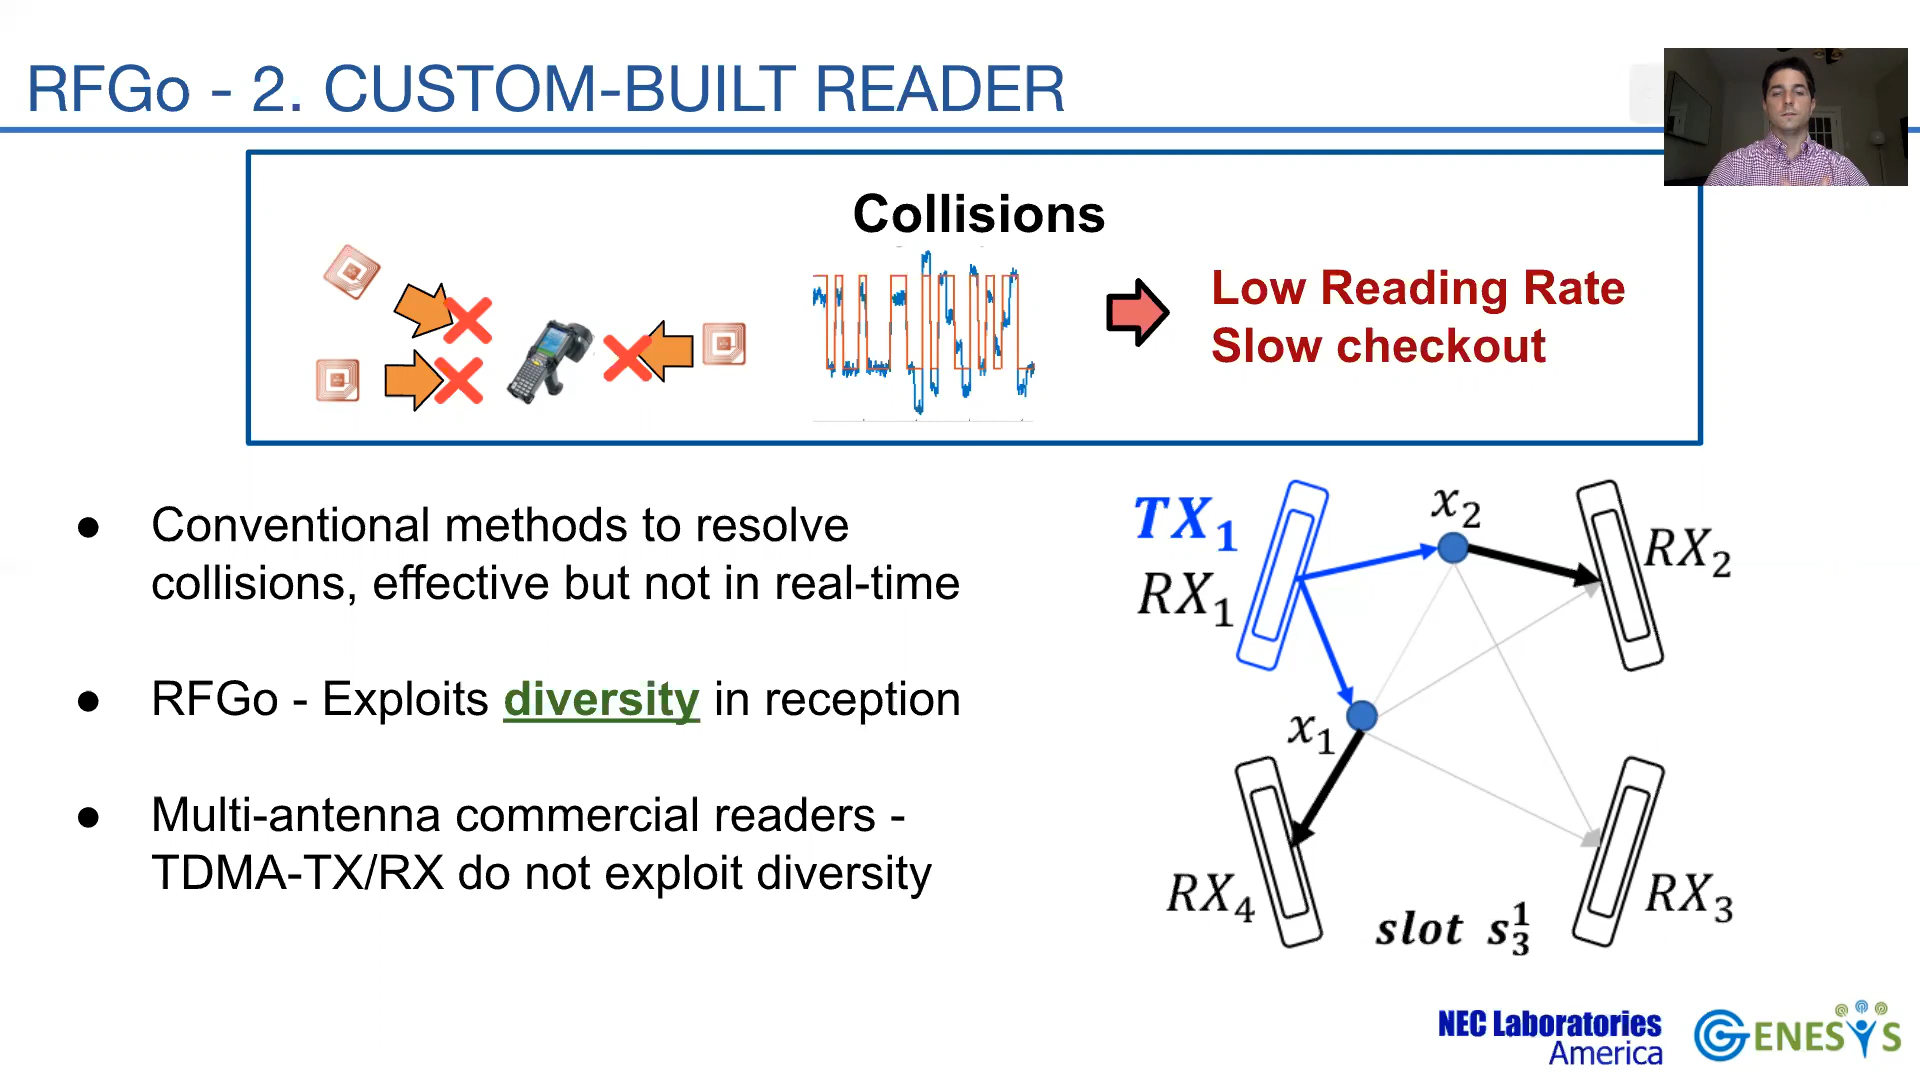 RFGo - 2. CUSTOM-BUILT READER
Collisions
Low Reading Rate
Slow checkout
● Conventional methods to resolve
collisions, effective but not in real-time
● RFGo - Exploits diversity in reception
● Multi-antenna commercial readers -
TDMA-TX/RX do not exploit diversity
TX₁
RX₁
x₂
RX₂
x₁
RX₄
slot s₃¹
RX₃
NEC Laboratories
America
GENESYS